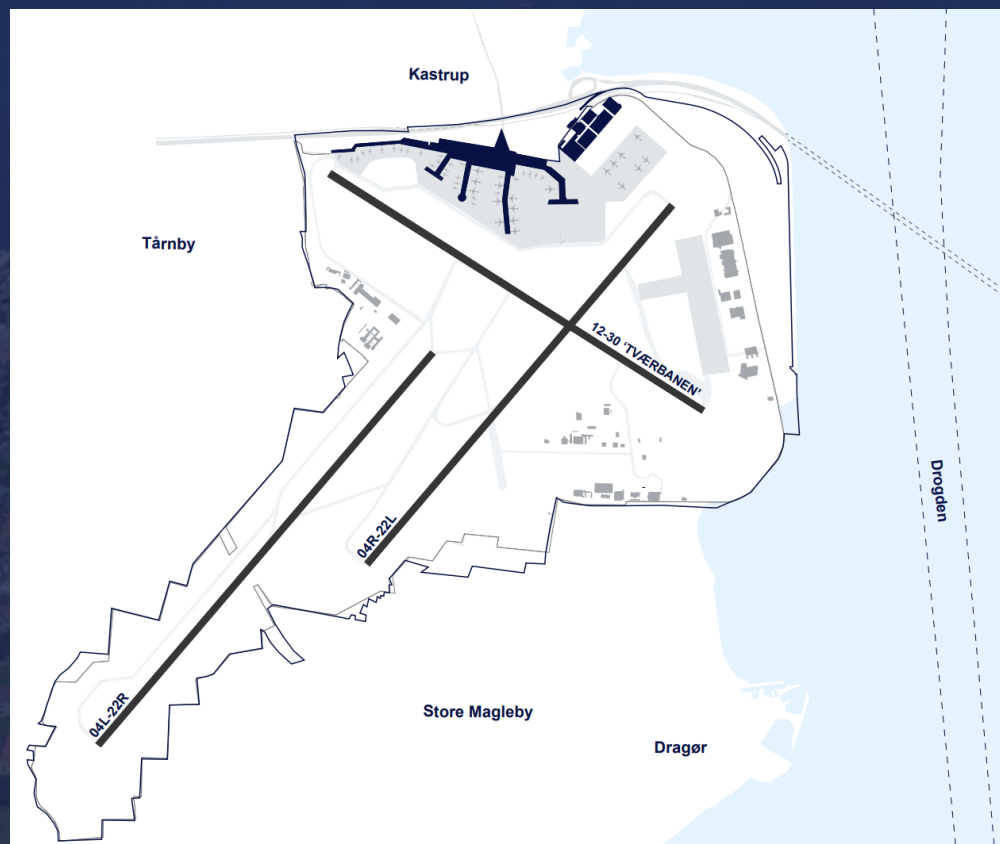 Kastrup
Tårnby
12-30 ‘TVÆRBANEN’
Drogden
04R-22L
04L-22R
Store Magleby
Dragør